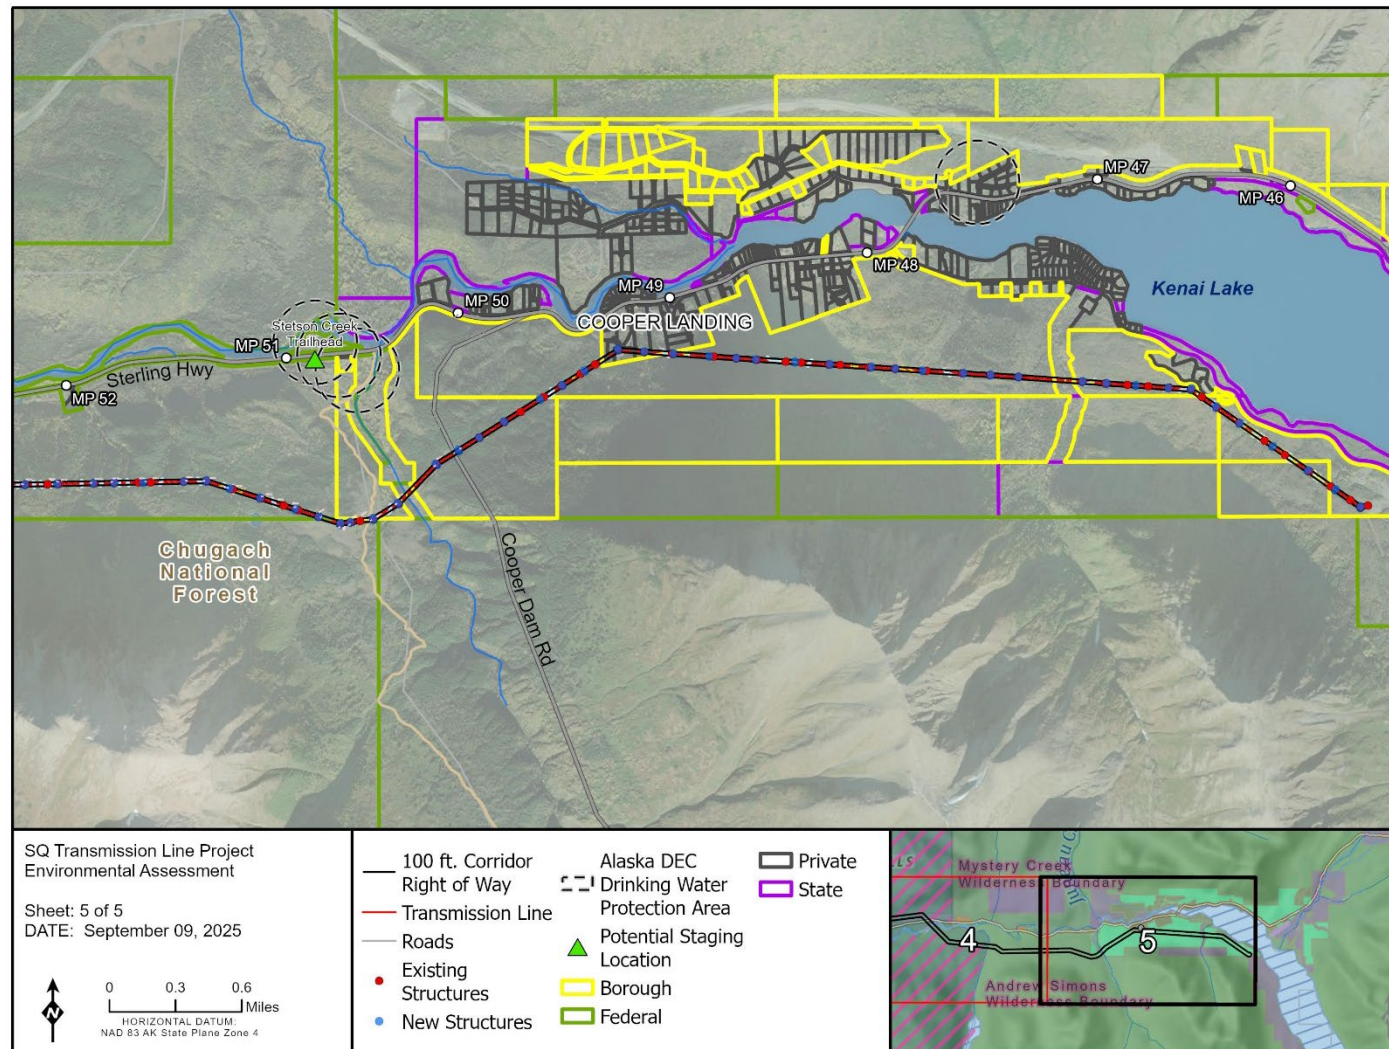 MP 47
MP 46
MP 48
Kenai Lake
MP 49
MP 50
COOPER LANDING
Stetson Creek
Trailhead
MP 51
Sterling Hwy
MP 52
Chugach
National
Forest
Cooper Dam Rd
SQ Transmission Line Project
Environmental Assessment
Sheet: 5 of 5
DATE: September 09, 2025
N
0 0.3 0.6
Miles
HORIZONTAL DATUM:
NAD 83 AK State Plane Zone 4
100 ft. Corridor
Right of Way
Transmission Line
Roads
Existing
Structures
New Structures
Alaska DEC
Drinking Water
Protection Area
Potential Staging
Location
Borough
Federal
Private
State
Mystery Creek
Wilderness Boundary
4
5
Andrew Simons
Wilderness Boundary